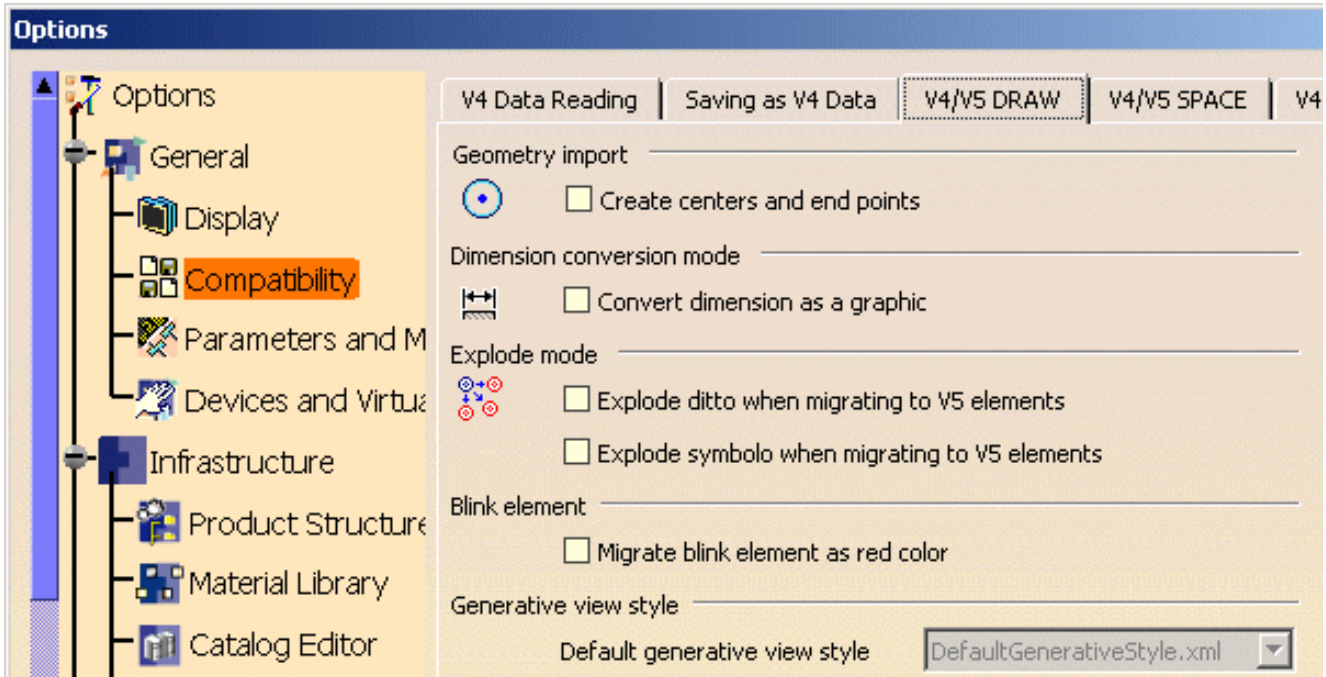 Options
Options
General
Display
Compatibility
Parameters and M
Devices and Virtua
Infrastructure
Product Structure
Material Library
Catalog Editor
V4 Data Reading
Saving as V4 Data
V4/V5 DRAW
V4/V5 SPACE
V4
Geometry import
Create centers and end points
Dimension conversion mode
Convert dimension as a graphic
Explode mode
Explode ditto when migrating to V5 elements
Explode symbolo when migrating to V5 elements
Blink element
Migrate blink element as red color
Generative view style
Default generative view style
DefaultGenerativeStyle.xml